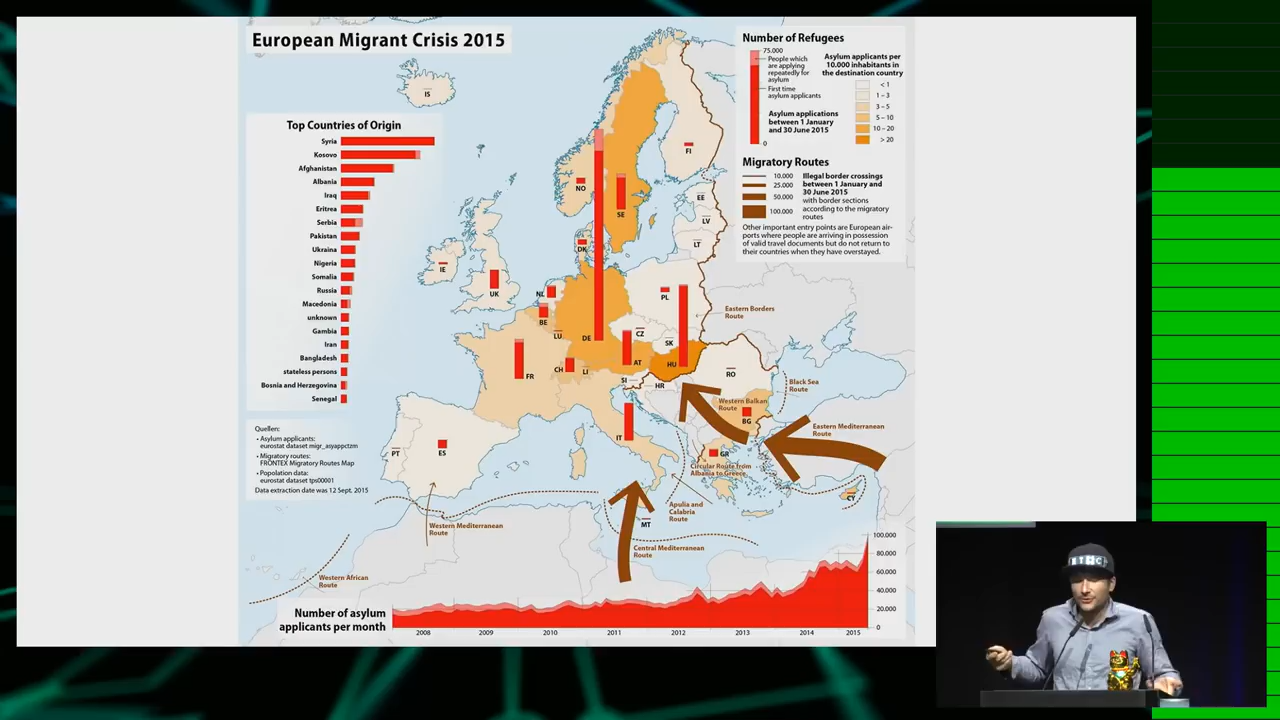 European Migrant Crisis 2015
Number of Refugees
75.000
People which
are applying
repeatedly for
asylum
First time
asylum applicants
Asylum applications
between 1 January
and 30 June 2015
0
Asylum applicants per
10.000 inhabitants in
the destination country
< 1
1 – 3
3 – 5
5 – 10
10 – 20
> 20
Migratory Routes
10.000
25.000
50.000
100.000
Illegal border crossings
between 1 January and
30 June 2015
with border sections
according to the migratory
routes
Other important entry points are European air-
ports where people are arriving in possession
of valid travel documents but do not return to
their countries when they have overstayed.
Top Countries of Origin
Syria
Kosovo
Afghanistan
Albania
Iraq
Eritrea
Serbia
Pakistan
Ukraina
Nigeria
Somalia
Russia
Macedonia
unknown
Gambia
Iran
Bangladesh
stateless persons
Bosnia and Herzegovina
Senegal
Quellen:
• Asylum applicants:
eurostat dataset migr_asyappctzm
• Migratory routes:
FRONTEX Migratory Routes Map
• Popolation data:
eurostat dataset tps00001
Data extraction date was 12 Sept. 2015
IS
FI
NO
SE
EE
LV
LT
DK
IE
UK
NL
BE
LU
DE
PL
CZ
SK
AT
HU
CH
LI
FR
SI
HR
RO
BG
IT
GR
PT
ES
MT
CY
Eastern Borders
Route
Black Sea
Route
Western Balkan
Route
Eastern Mediterranean
Route
Circular Route from
Albania to Greece
Apulia and
Calabria
Route
Central Mediterranean
Route
Western Mediterranean
Route
Western African
Route
Number of asylum
applicants per month
100.000
80.000
60.000
40.000
20.000
0
2008
2009
2010
2011
2012
2013
2014
2015